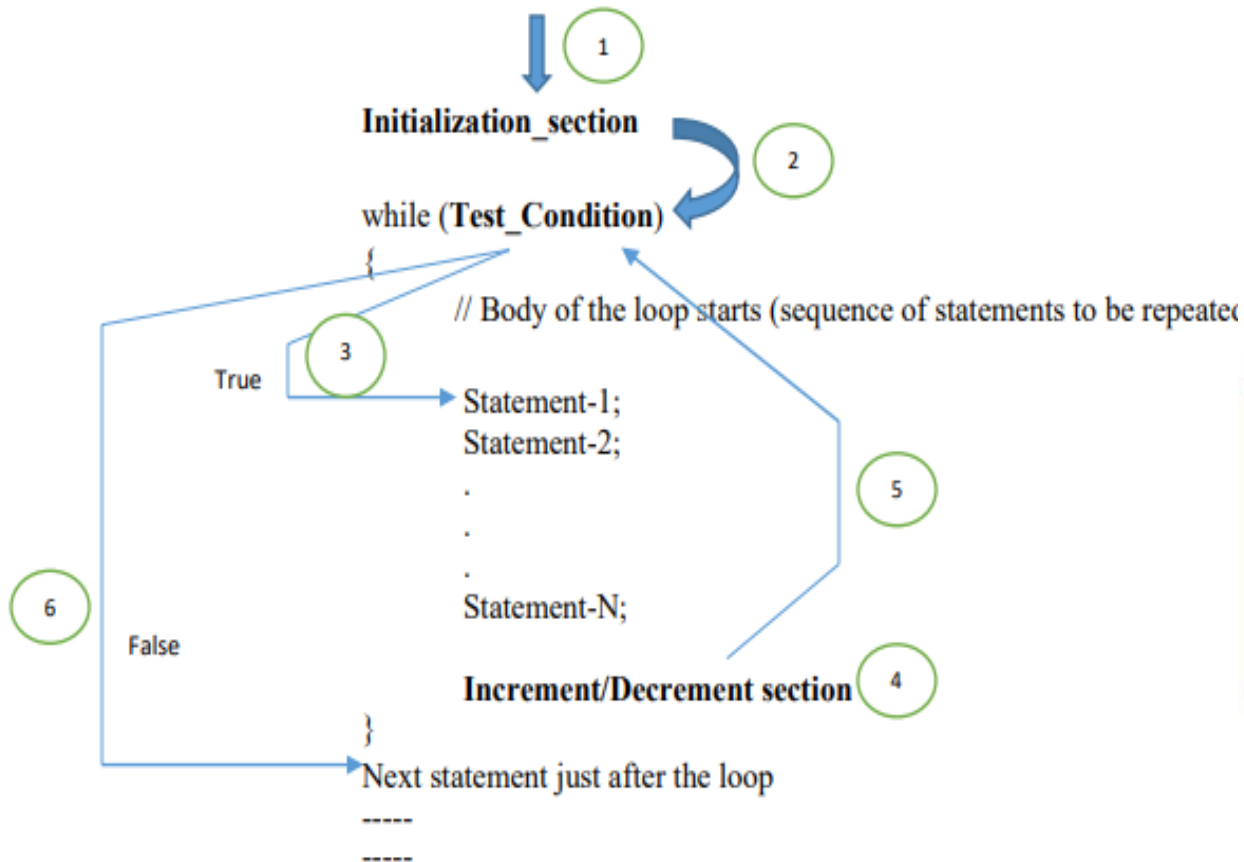 1
Initialization_section
2
while (Test_Condition)
{
// Body of the loop starts (sequence of statements to be repeated
3
True
Statement-1;
Statement-2;
.
.
.
5
Statement-N;
6
False
Increment/Decrement section
4
}
Next statement just after the loop
-----
-----